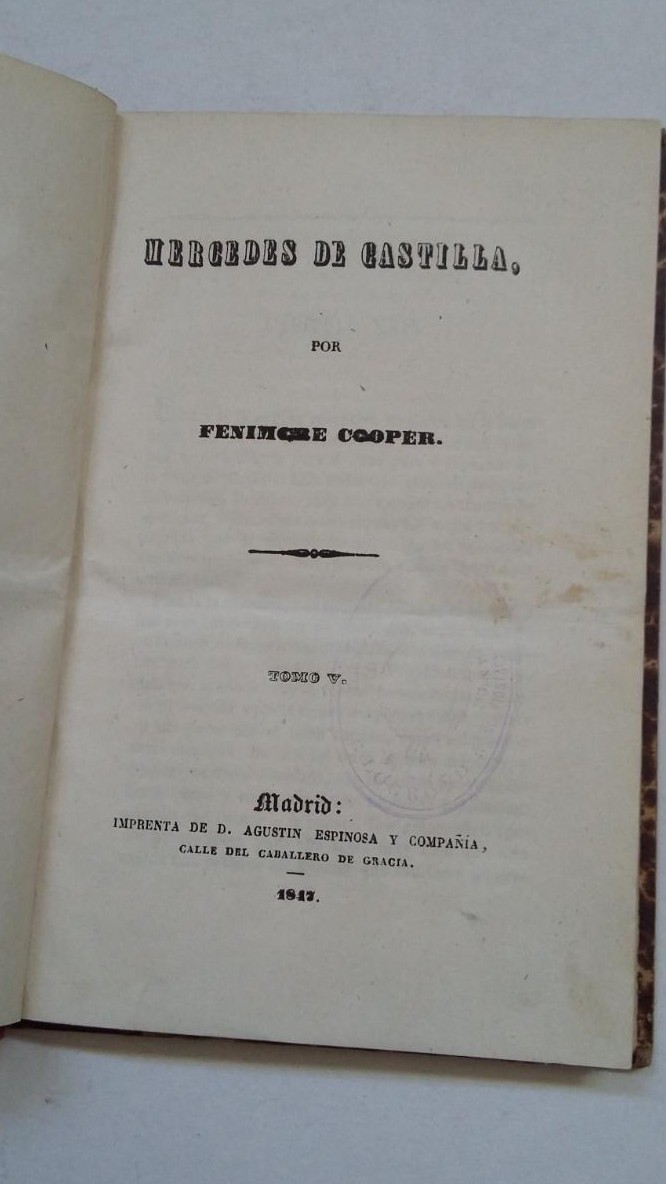 MERCEDES DE CASTILLA,
POR
FENIMORE COOPER.
TOMO V.
Madrid:
IMPRENTA DE D. AGUSTIN ESPINOSA Y COMPAÑÍA,
CALLE DEL CABALLERO DE GRACIA.
1847.